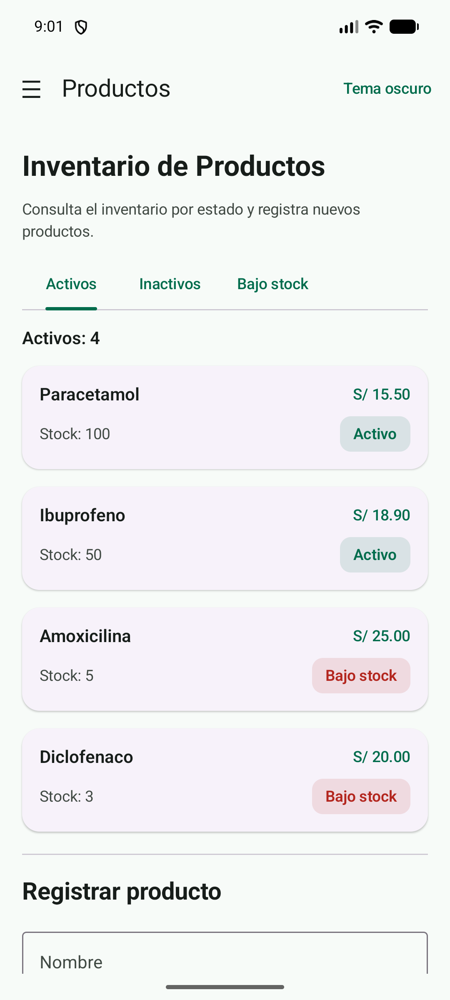 9:01
Productos
Tema oscuro
Inventario de Productos
Consulta el inventario por estado y registra nuevos
productos.
Activos
Inactivos
Bajo stock
Activos: 4
Paracetamol
S/ 15.50
Stock: 100
Activo
Ibuprofeno
S/ 18.90
Stock: 50
Activo
Amoxicilina
S/ 25.00
Stock: 5
Bajo stock
Diclofenaco
S/ 20.00
Stock: 3
Bajo stock
Registrar producto
Nombre